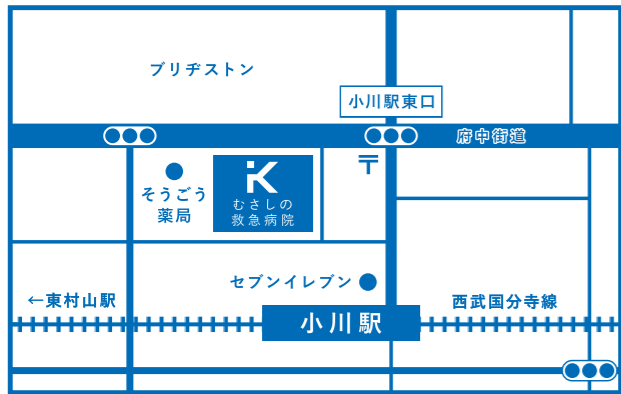 ブリヂストン
小川駅東口
府中街道
〒
そうごう
薬局
むさしの
救急病院
セブンイレブン
←東村山駅
西武国分寺線
小川駅